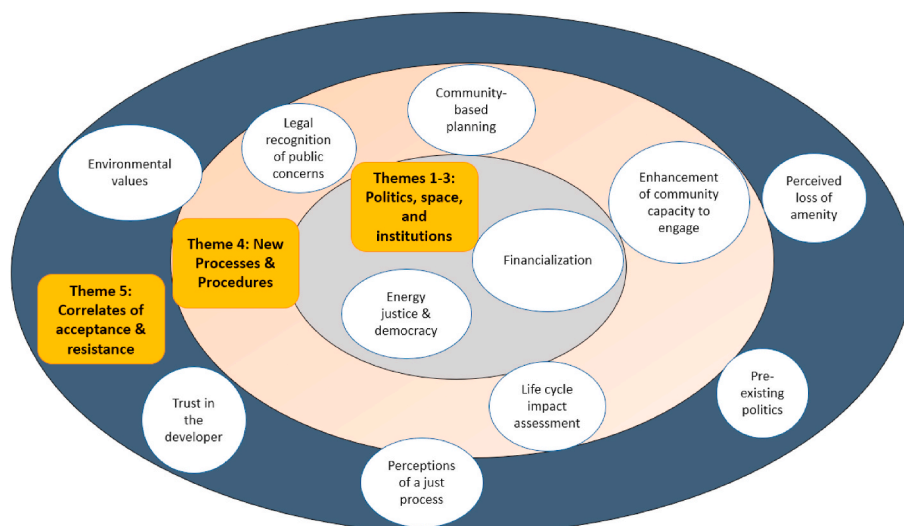 Community-
based
planning
Legal
recognition
of public
concerns
Environmental
values
Themes 1-3:
Politics, space,
and
institutions
Enhancement
of community
capacity to
engage
Perceived
loss of
amenity
Theme 4: New
Processes &
Procedures
Financialization
Theme 5:
Correlates of
acceptance &
resistance
Energy
justice &
democracy
Life cycle
impact
assessment
Pre-
existing
politics
Trust in
the
developer
Perceptions
of a just
process